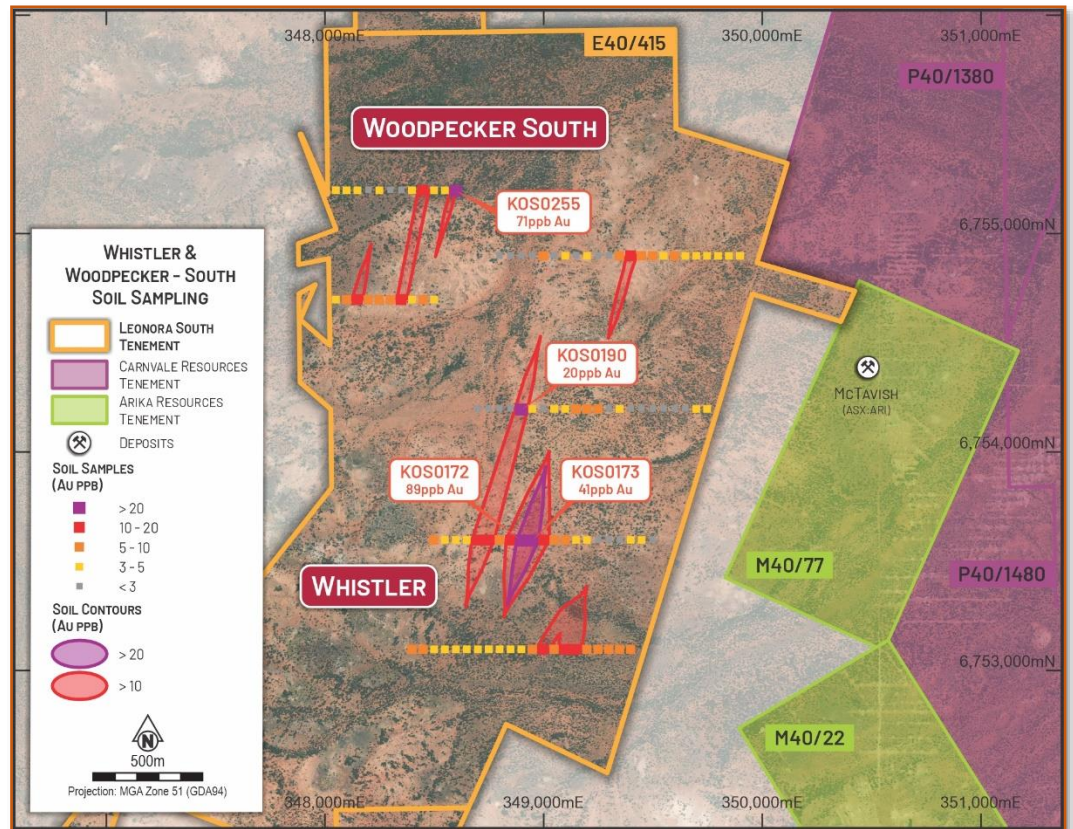 348,000mE
350,000mE
351,000mE
E40/415
P40/1380
WOODPECKER SOUTH
KOS0255
71ppb Au
6,755,000mN
WHISTLER &
WOODPECKER - SOUTH
SOIL SAMPLING
LEONORA SOUTH
TENEMENT
CARNVALE RESOURCES
TENEMENT
ARIKA RESOURCES
TENEMENT
DEPOSITS
SOIL SAMPLES
(AU PPB)
> 20
10 - 20
5 - 10
3 - 5
< 3
SOIL CONTOURS
(AU PPB)
> 20
> 10
N
500m
Projection: MGA Zone 51 (GDA94)
KOS0190
20ppb Au
MCTAVISH
(ASX:ARI)
6,754,000mN
KOS0172
89ppb Au
KOS0173
41ppb Au
WHISTLER
M40/77
P40/1480
6,753,000mN
M40/22
348,000mE
349,000mE
350,000mE
351,000mE